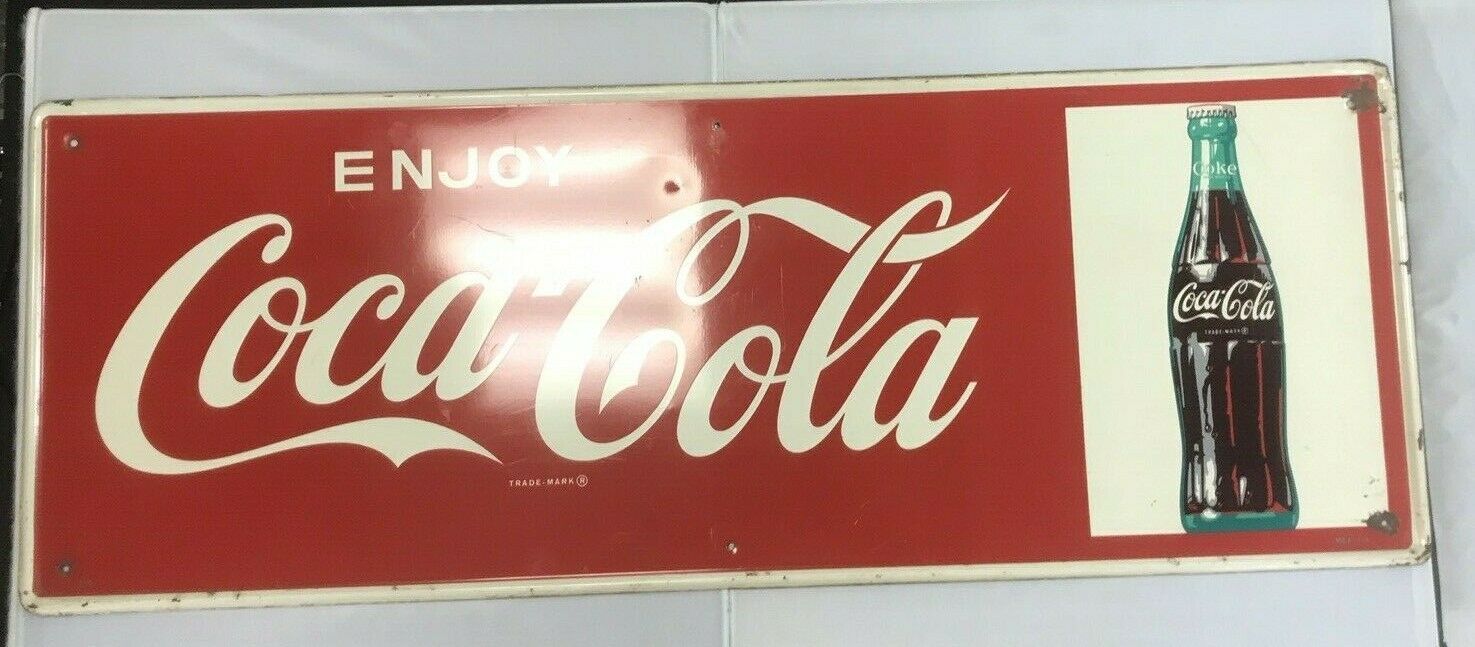 ENJOY
Coca-Cola
TRADE-MARK ®
Coke
Coca-Cola
TRADE-MARK ®